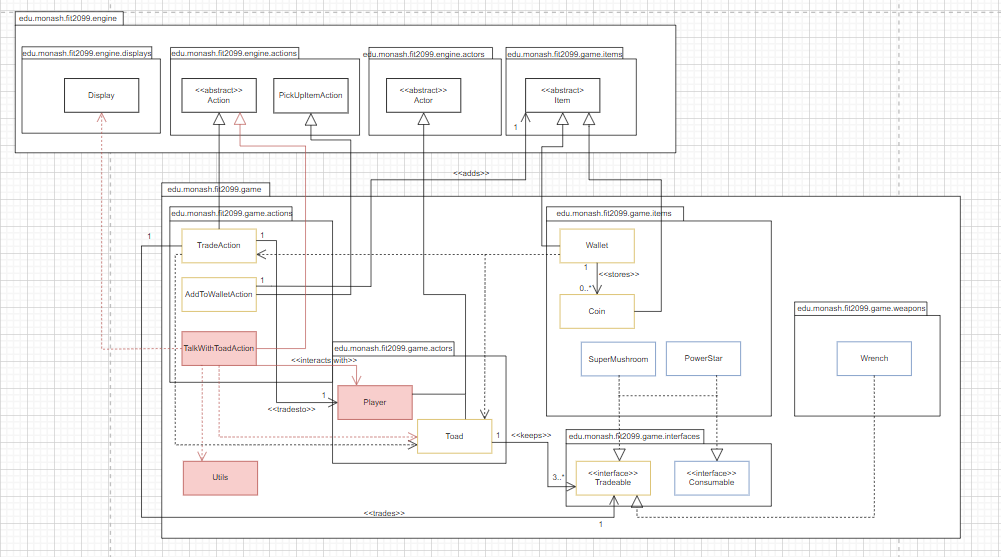 edu.monash.fit2099.engine
edu.monash.fit2099.engine.displays
edu.monash.fit2099.engine.actions
edu.monash.fit2099.engine.actors
edu.monash.fit2099.game.items
Display
<<abstract>>
Action
PickUpItemAction
<<abstract>>
Actor
<<abstract>
Item
1
<<adds>>
edu.monash.fit2099.game
edu.monash.fit2099.game.actions
edu.monash.fit2099.game.items
1
TradeAction
1
Wallet
1
<<stores>>
AddToWalletAction
1
0..*
Coin
edu.monash.fit2099.game.weapons
TalkWithToadAction
edu.monash.fit2099.game.actors
<<interacts with>>
SuperMushroom
PowerStar
Wrench
1
Player
<<tradesto>>
Toad
1
<<keeps>>
edu.monash.fit2099.game.interfaces
3..*
<<interface>>
Tradeable
<<interface>>
Consumable
Utils
<<trades>>
1